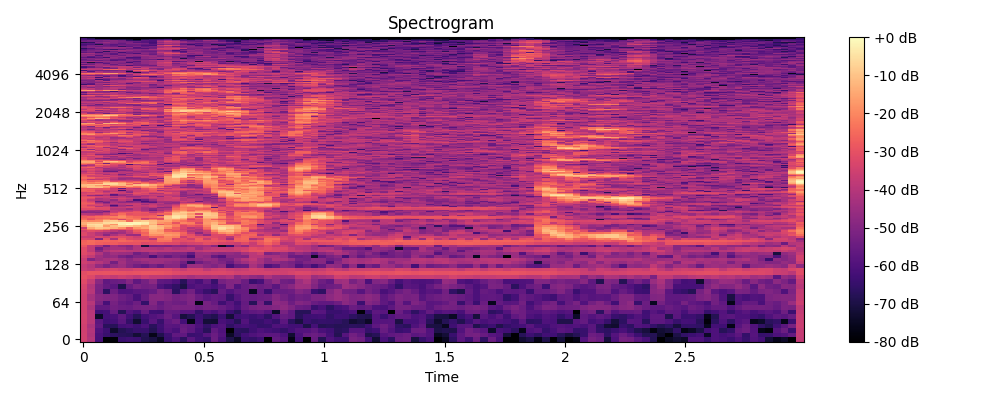 Spectrogram
Hz
4096
2048
1024
512
256
128
64
0
0
0.5
1
1.5
2
2.5
Time
+0 dB
-10 dB
-20 dB
-30 dB
-40 dB
-50 dB
-60 dB
-70 dB
-80 dB